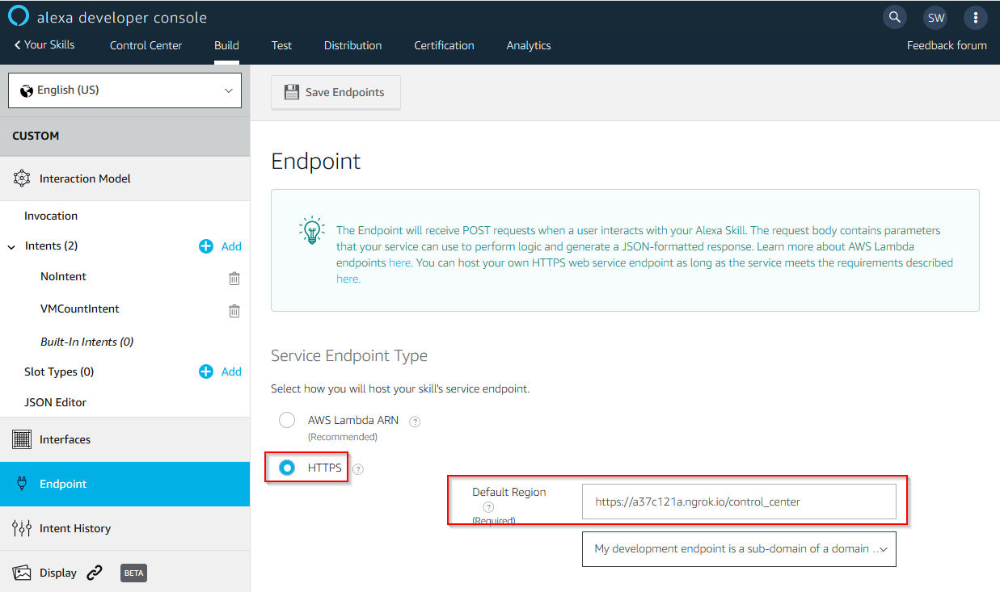 alexa developer console
SW
Your Skills
Control Center
Build
Test
Distribution
Certification
Analytics
Feedback forum
English (US)
Save Endpoints
CUSTOM
Endpoint
Interaction Model
Invocation
Intents (2)
Add
NoIntent
VMCountIntent
Built-In Intents (0)
Slot Types (0)
Add
JSON Editor
Interfaces
Endpoint
Intent History
Display
BETA
The Endpoint will receive POST requests when a user interacts with your Alexa Skill. The request body contains parameters
that your service can use to perform logic and generate a JSON-formatted response. Learn more about AWS Lambda
endpoints here. You can host your own HTTPS web service endpoint as long as the service meets the requirements described
here.
Service Endpoint Type
Select how you will host your skill's service endpoint.
AWS Lambda ARN ?
(Recommended)
HTTPS ?
Default Region
?
(Required)
https://a37c121a.ngrok.io/control_center
My development endpoint is a sub-domain of a domain ...